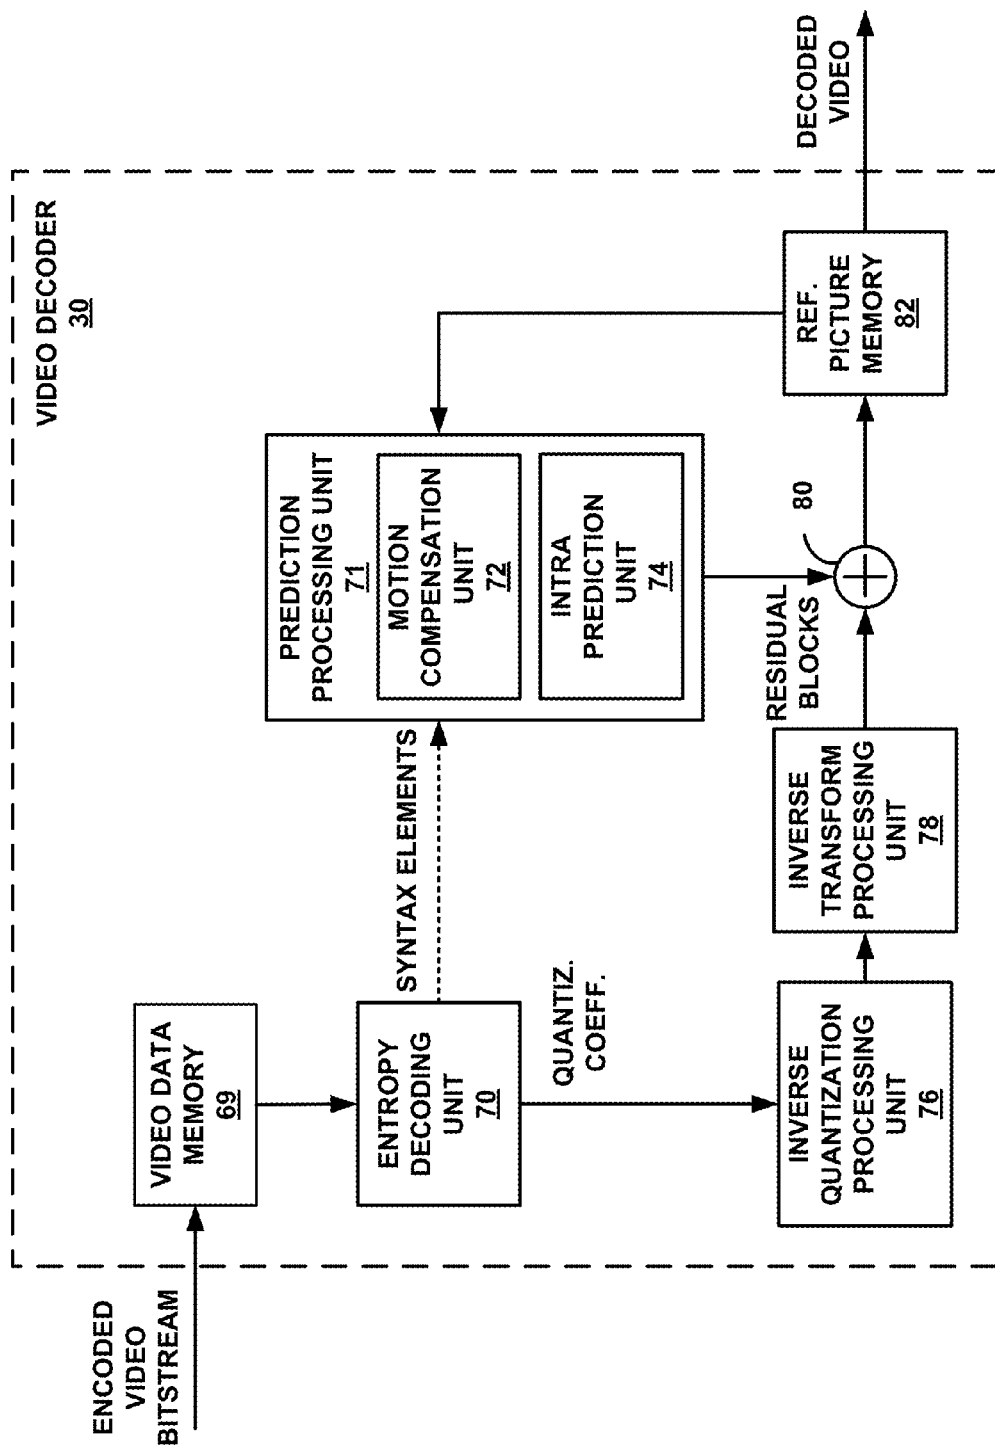 VIDEO DECODER
30
ENCODED
VIDEO
BITSTREAM
VIDEO DATA
MEMORY
69
ENTROPY
DECODING
UNIT
70
SYNTAX ELEMENTS
QUANTIZ.
COEFF.
PREDICTION
PROCESSING UNIT
71
MOTION
COMPENSATION
UNIT
72
INTRA
PREDICTION
UNIT
74
INVERSE
QUANTIZATION
PROCESSING
UNIT
76
INVERSE
TRANSFORM
PROCESSING
UNIT
78
RESIDUAL
BLOCKS
80
REF.
PICTURE
MEMORY
82
DECODED
VIDEO